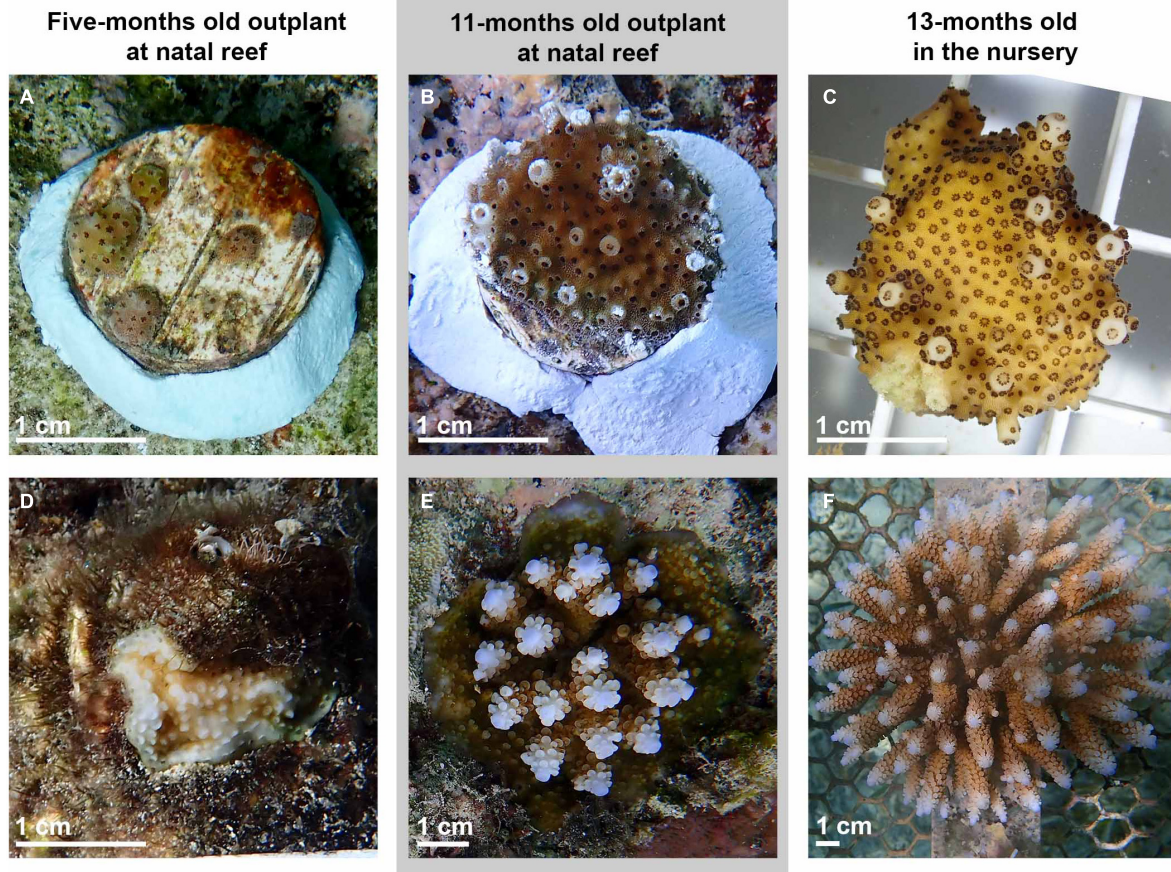 Five-months old outplant
at natal reef
11-months old outplant
at natal reef
13-months old
in the nursery
A
B
C
1 cm
1 cm
1 cm
D
E
F
1 cm
1 cm
1 cm